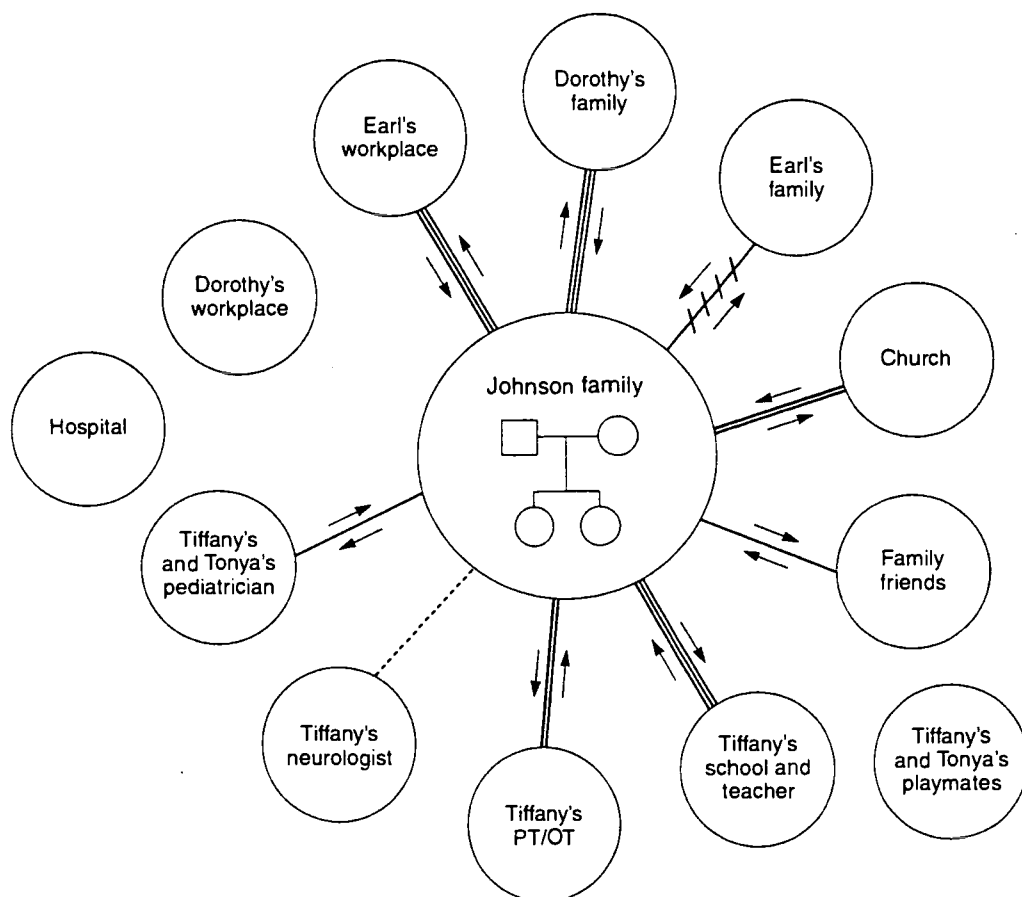 Dorothy's
family
Earl's
workplace
Earl's
family
Dorothy's
workplace
Church
Johnson family
Hospital
Tiffany's
and Tonya's
pediatrician
Family
friends
Tiffany's
neurologist
Tiffany's
school and
teacher
Tiffany's
and Tonya's
playmates
Tiffany's
PT/OT